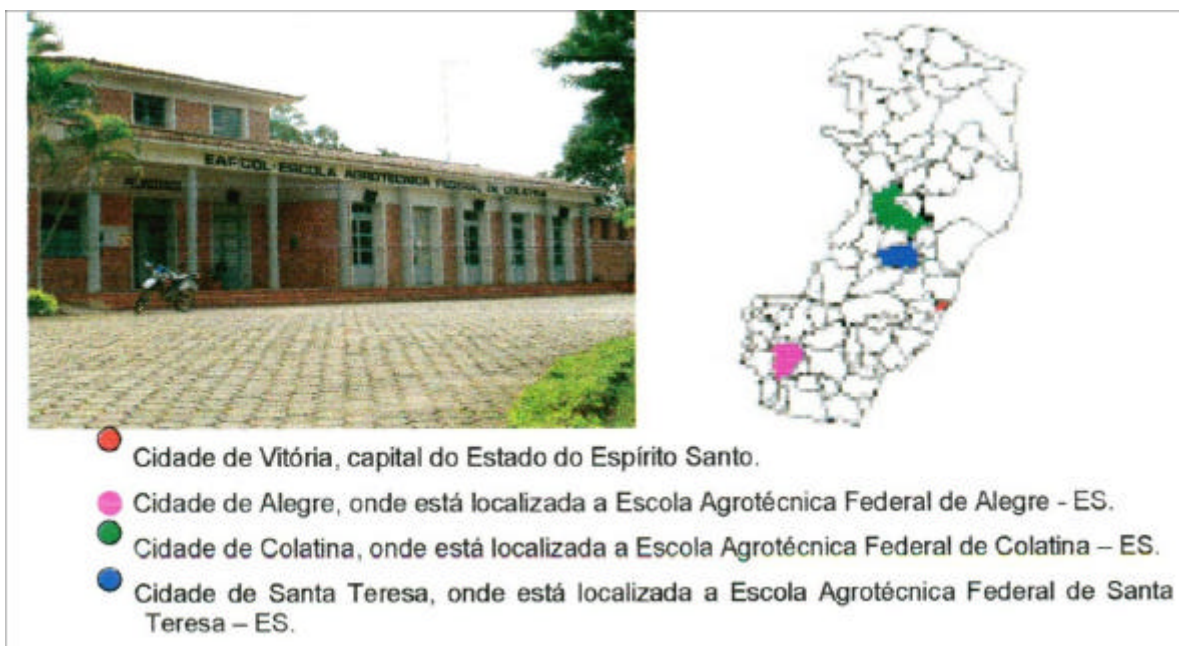 EAFCOL-ESCOLA AGROTECNICA FEDERAL DE COLATINA
Cidade de Vitória, capital do Estado do Espírito Santo.
Cidade de Alegre, onde está localizada a Escola Agrotécnica Federal de Alegre - ES.
Cidade de Colatina, onde está localizada a Escola Agrotécnica Federal de Colatina – ES.
Cidade de Santa Teresa, onde está localizada a Escola Agrotécnica Federal de Santa
Teresa – ES.